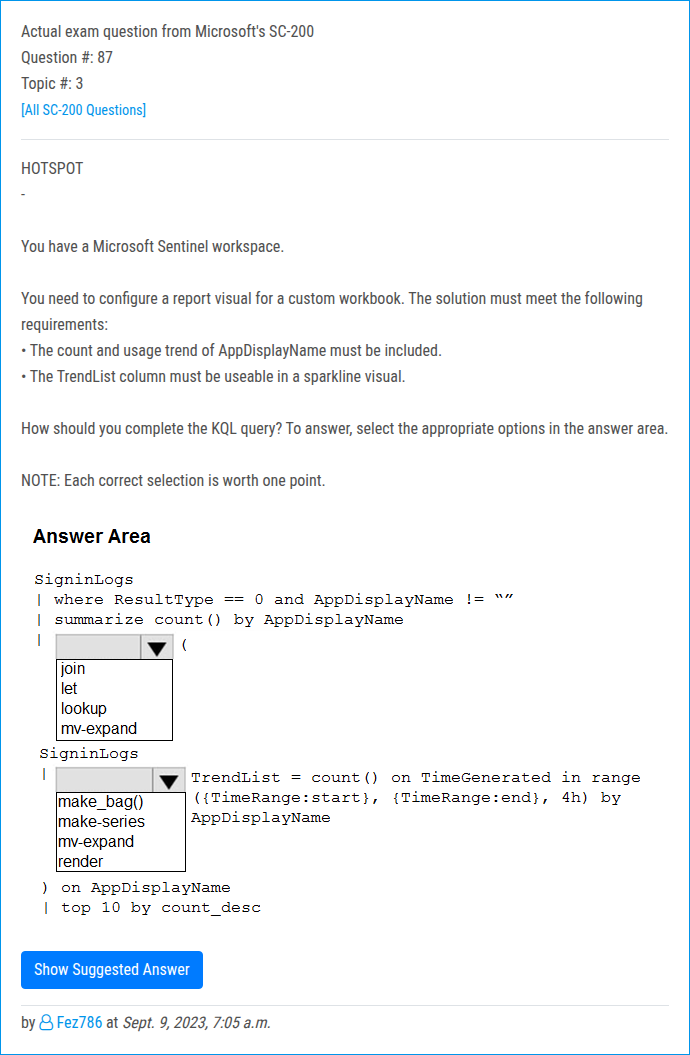 Actual exam question from Microsoft's SC-200
Question #: 87
Topic #: 3
[All SC-200 Questions]
HOTSPOT
-
You have a Microsoft Sentinel workspace.
You need to configure a report visual for a custom workbook. The solution must meet the following
requirements:
• The count and usage trend of AppDisplayName must be included.
• The TrendList column must be useable in a sparkline visual.
How should you complete the KQL query? To answer, select the appropriate options in the answer area.
NOTE: Each correct selection is worth one point.
Answer Area
SigninLogs
| where ResultType == 0 and AppDisplayName != “”
| summarize count() by AppDisplayName
| (
join
let
lookup
mv-expand
SigninLogs
| TrendList = count() on TimeGenerated in range
({TimeRange:start}, {TimeRange:end}, 4h) by
AppDisplayName
make_bag()
make-series
mv-expand
render
) on AppDisplayName
| top 10 by count_desc
Show Suggested Answer
by Fez786 at Sept. 9, 2023, 7:05 a.m.